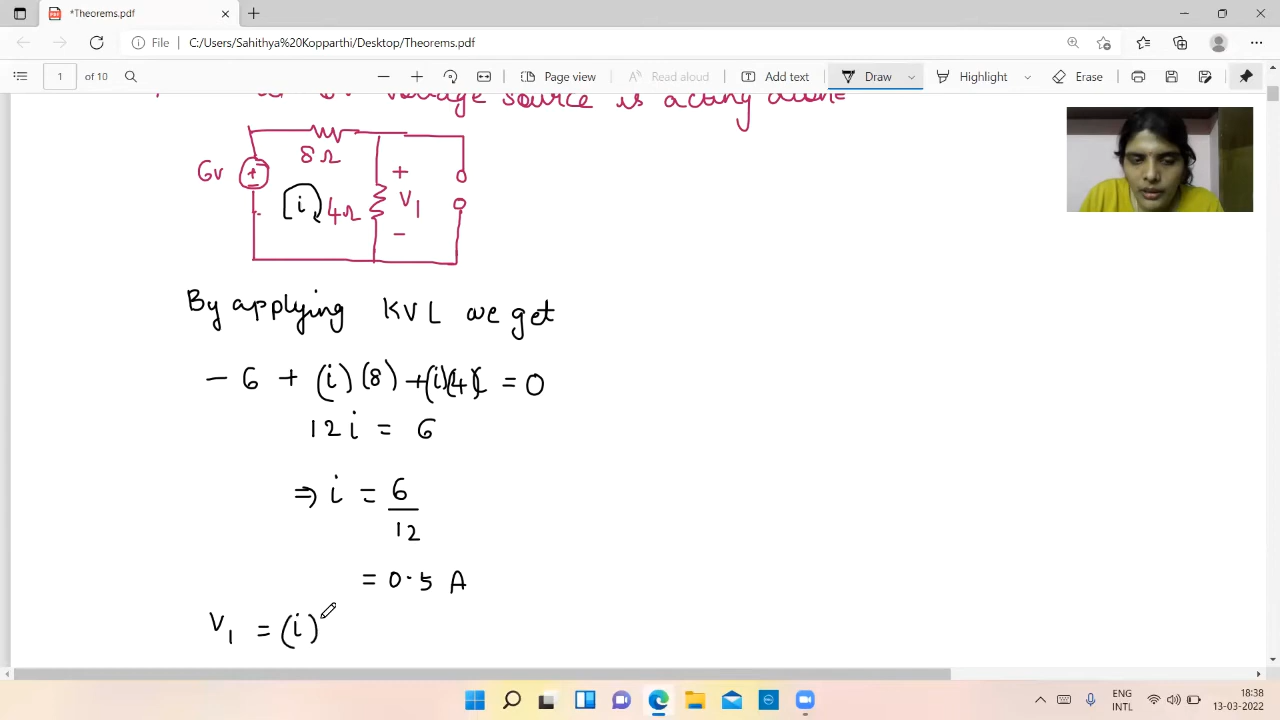 *Theorems.pdf
File C:/Users/Sahithya%20Kopparthi/Desktop/Theorems.pdf
1 of 10 Page view Read aloud Add text Draw Highlight Erase
voltage source is acting alone
8Ω
6v + i 4Ω + V1 -
By applying KVL we get
- 6 + (i)(8) + (i)(4) = 0
12i = 6
⇒ i = 6/12
= 0.5 A
V1 = (i)
ENG 18:38
INTL 13-03-2022